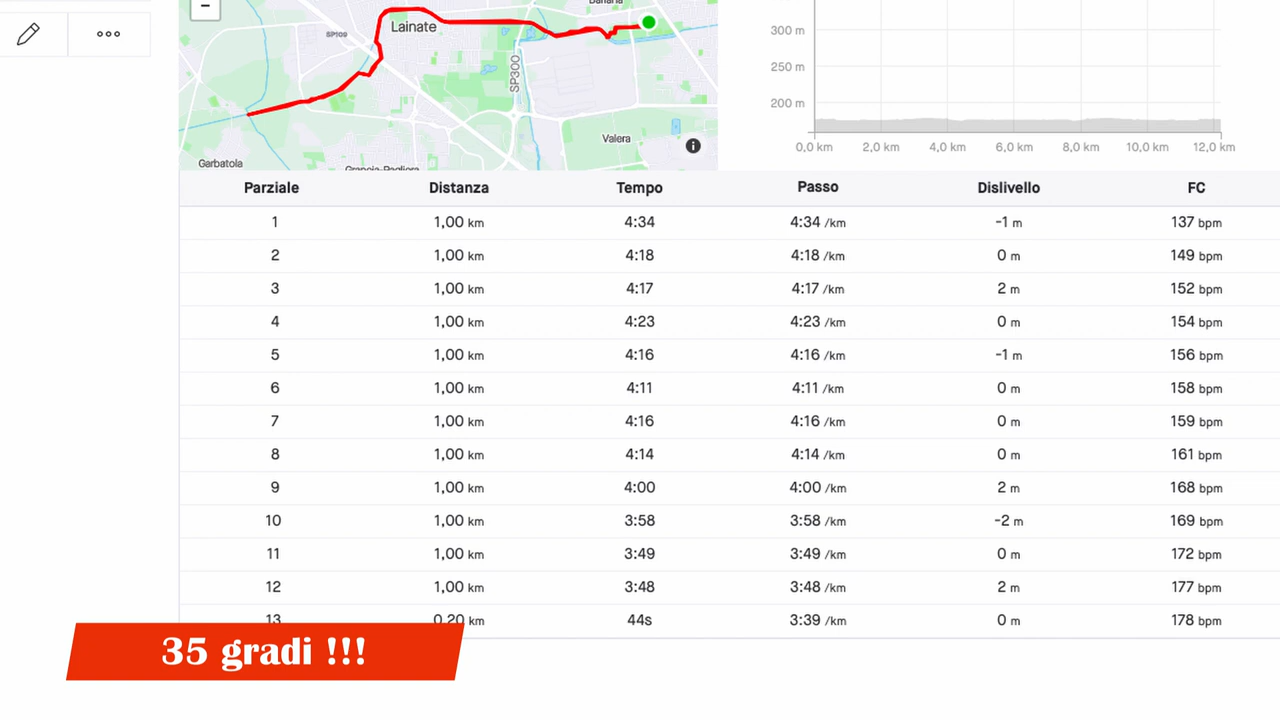 Lainate
SP109
SP300
Valera
Garbatola
300 m
250 m
200 m
0,0 km 2,0 km 4,0 km 6,0 km 8,0 km 10,0 km 12,0 km
Parziale Distanza Tempo Passo Dislivello FC
1 1,00 km 4:34 4:34 /km -1 m 137 bpm
2 1,00 km 4:18 4:18 /km 0 m 149 bpm
3 1,00 km 4:17 4:17 /km 2 m 152 bpm
4 1,00 km 4:23 4:23 /km 0 m 154 bpm
5 1,00 km 4:16 4:16 /km -1 m 156 bpm
6 1,00 km 4:11 4:11 /km 0 m 158 bpm
7 1,00 km 4:16 4:16 /km 0 m 159 bpm
8 1,00 km 4:14 4:14 /km 0 m 161 bpm
9 1,00 km 4:00 4:00 /km 2 m 168 bpm
10 1,00 km 3:58 3:58 /km -2 m 169 bpm
11 1,00 km 3:49 3:49 /km 0 m 172 bpm
12 1,00 km 3:48 3:48 /km 2 m 177 bpm
13 0,20 km 44s 3:39 /km 0 m 178 bpm
35 gradi !!!